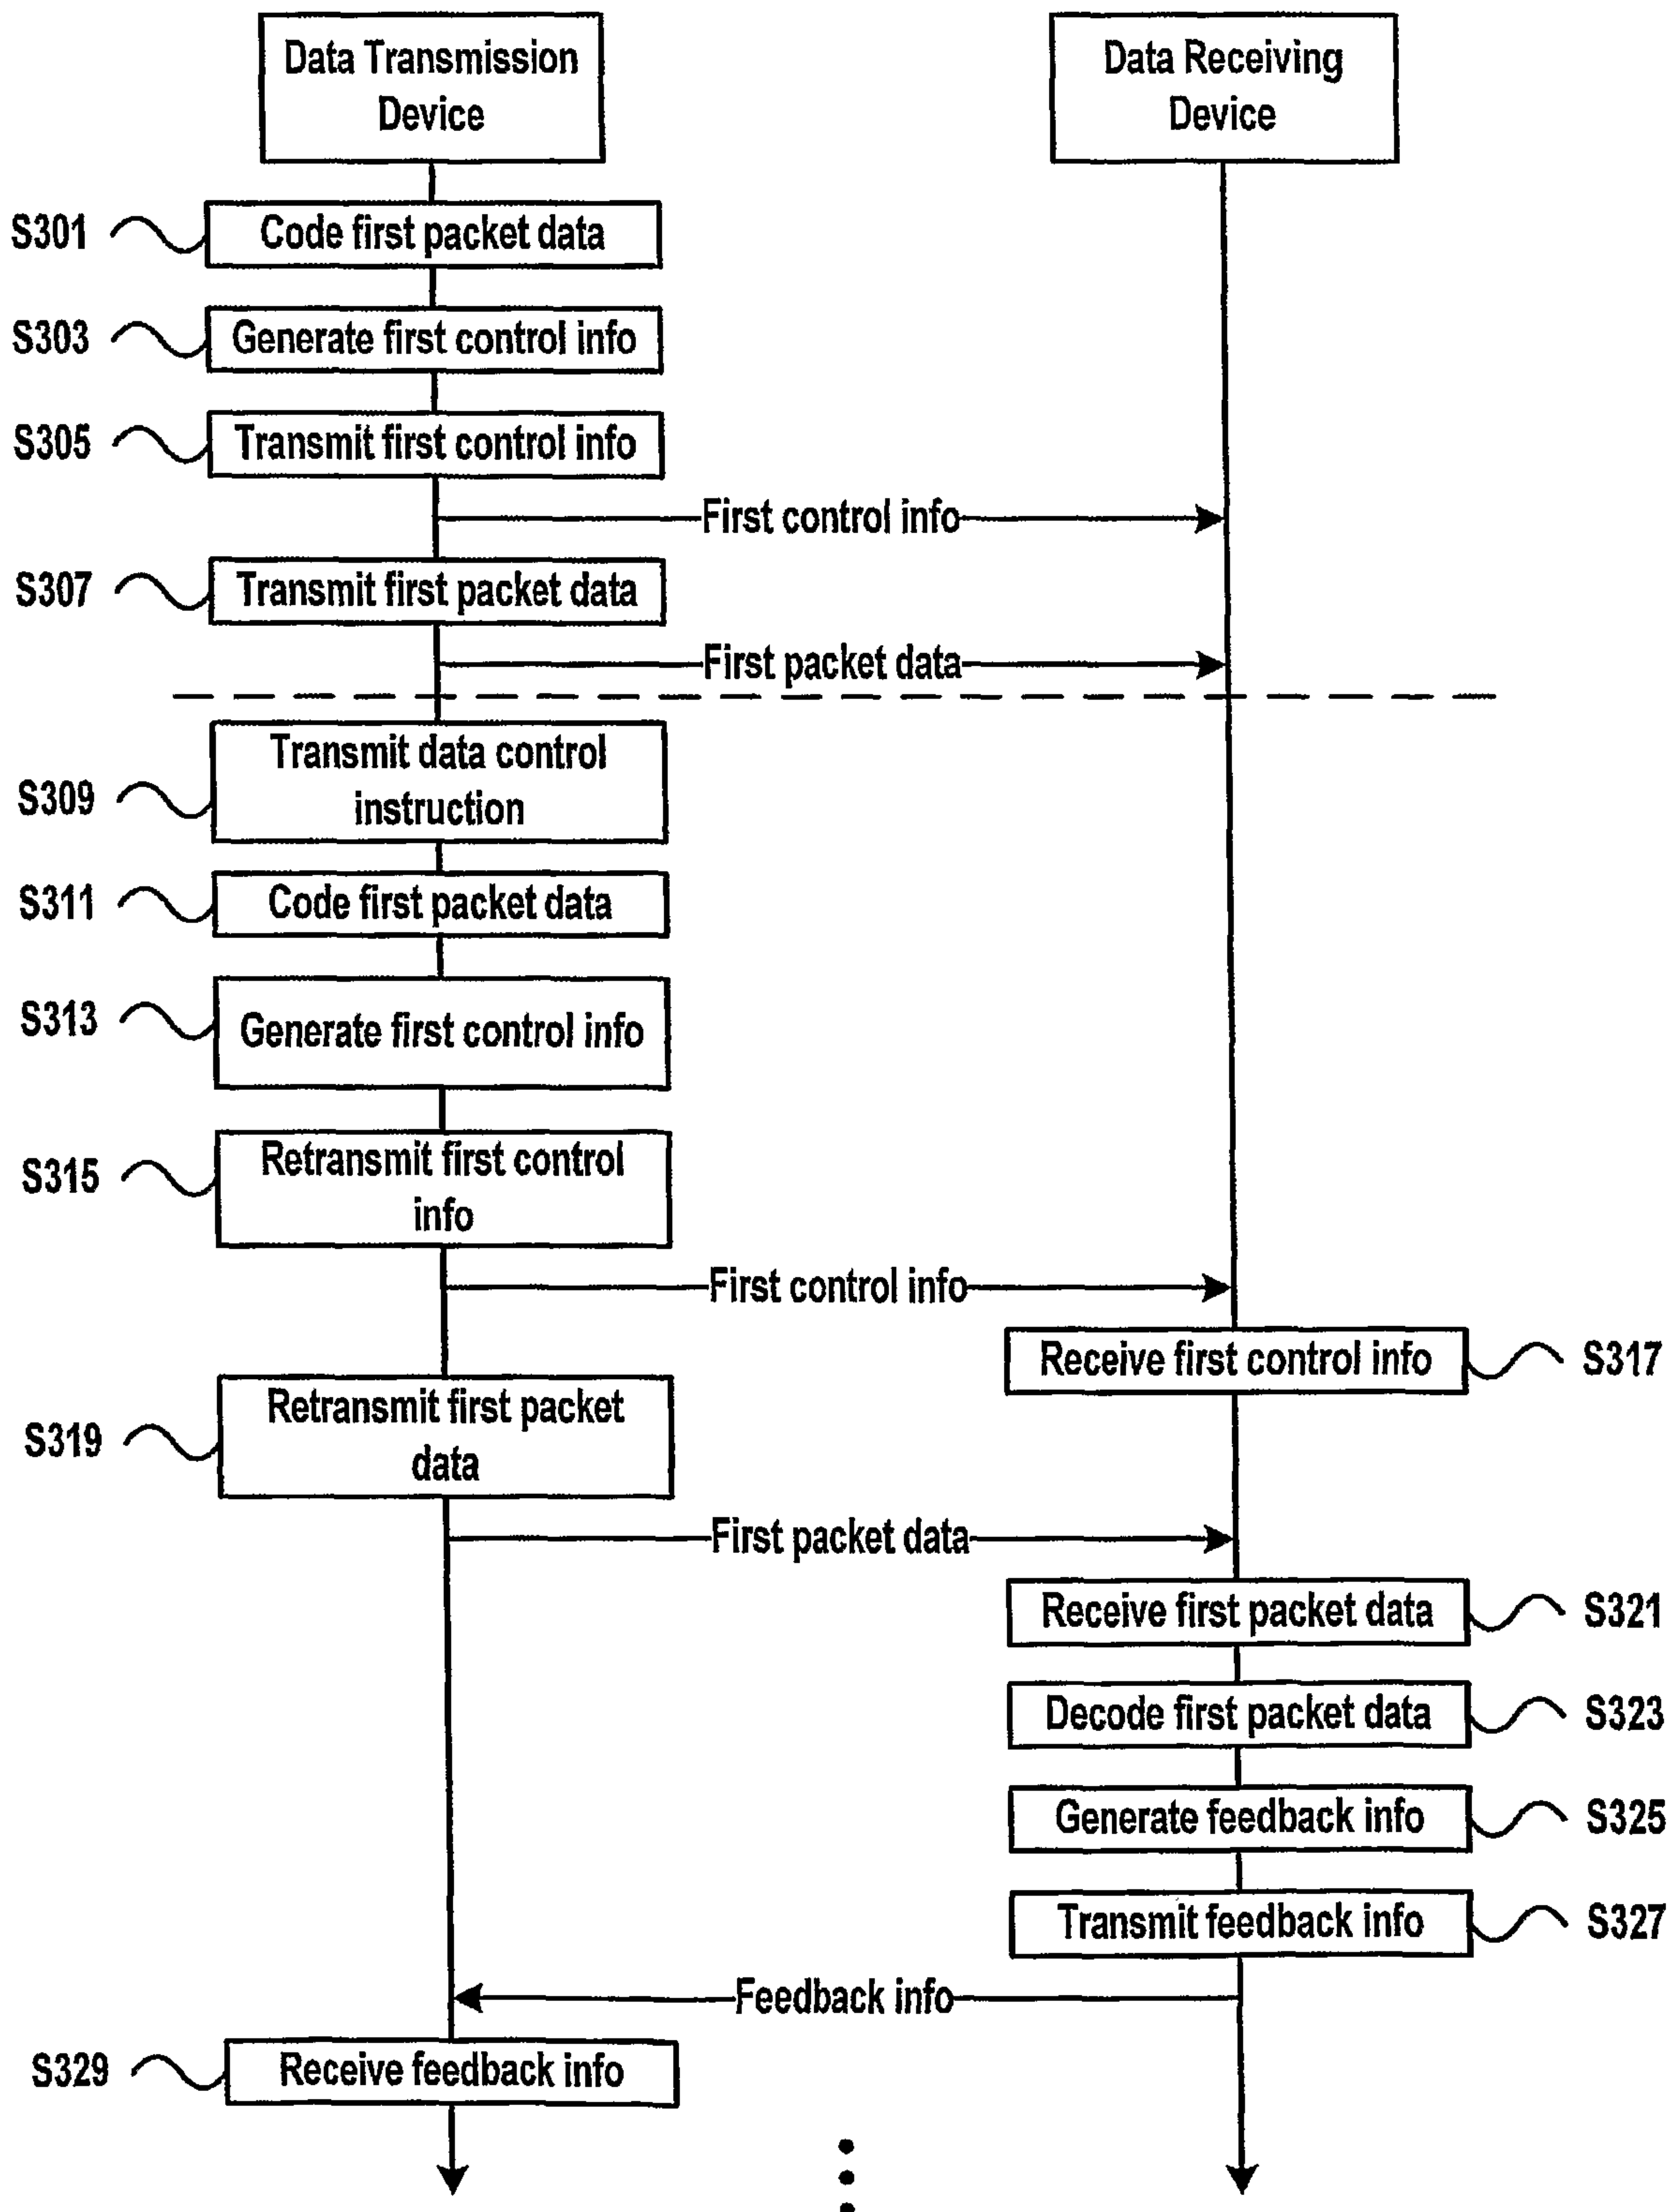 Data Transmission
Device
Data Receiving
Device
S301
Code first packet data
S303
Generate first control info
S305
Transmit first control info
First control info
S307
Transmit first packet data
First packet data
S309
Transmit data control
instruction
S311
Code first packet data
S313
Generate first control info
S315
Retransmit first control
info
First control info
Receive first control info
S317
S319
Retransmit first packet
data
First packet data
Receive first packet data
S321
Decode first packet data
S323
Generate feedback info
S325
Transmit feedback info
S327
Feedback info
S329
Receive feedback info